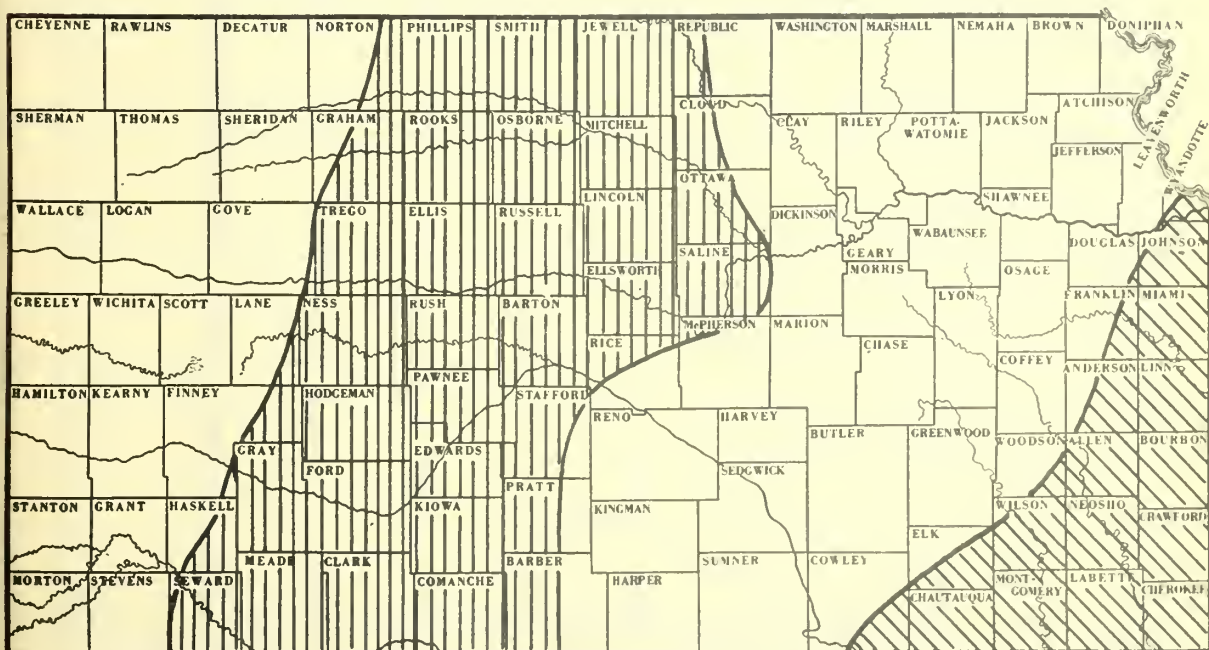 CHEYENNE RAWLINS DECATUR NORTON PHILLIPS SMITH JEWELL REPUBLIC WASHINGTON MARSHALL NEMAHA BROWN DONIPHAN
CLOUD ATCHISON
SHERMAN THOMAS SHERIDAN GRAHAM ROOKS OSBORNE MITCHELL CLAY RILEY POTTA-
WATOMIE JACKSON
LEAVENWORTH
JEFFERSON
WYANDOTTE
OTTAWA
LINCOLN SHAWNEE
WALLACE LOGAN GOVE TREGO ELLIS RUSSELL DICKINSON
WABAUNSEE
SALINE GEARY DOUGLAS JOHNSON
ELLSWORTH MORRIS OSAGE
GREELEY WICHITA SCOTT LANE NESS RUSH BARTON LYON FRANKLIN MIAMI
McPHERSON MARION
RICE CHASE
COFFEY
PAWNEE ANDERSON LINN
HAMILTON KEARNY FINNEY HODGEMAN STAFFORD
RENO HARVEY
BUTLER GREENWOOD WOODSON ALLEN BOURBON
GRAY EDWARDS
FORD SEDGWICK
PRATT
STANTON GRANT HASKELL KIOWA KINGMAN WILSON NEOSHO
CRAWFORD
ELK
MEADE CLARK BARBER SUMNER COWLEY
MORTON STEVENS SEWARD COMANCHE HARPER MONT-
GOMERY LABETTE CHEROKEE
CHAUTAUQUA